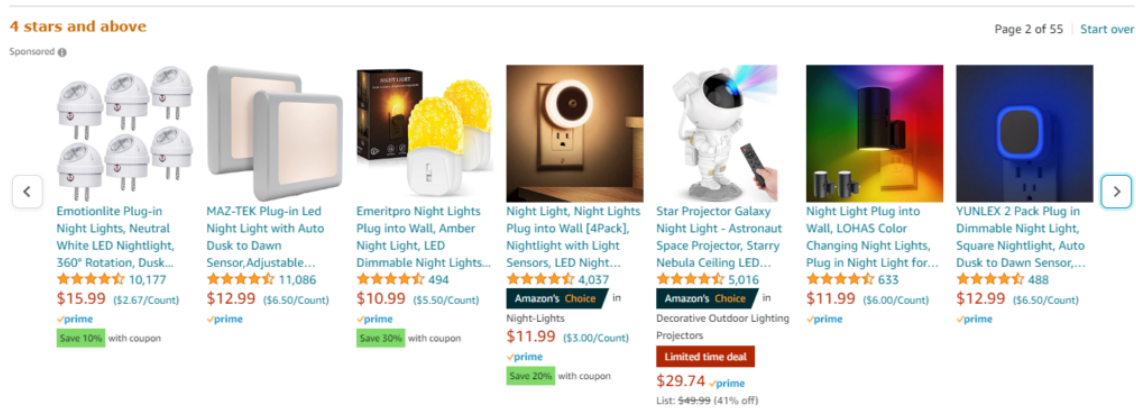 4 stars and above
Page 2 of 55 | Start over
Sponsored
Emotionlite Plug-in
Night Lights, Neutral
White LED Nightlight,
360° Rotation, Dusk...
10,177
$15.99 ($2.67/Count)
prime
Save 10% with coupon
MAZ-TEK Plug-in Led
Night Light with Auto
Dusk to Dawn
Sensor,Adjustable...
11,086
$12.99 ($6.50/Count)
prime
NIGHT LIGHT
Emeritpro Night Lights
Plug into Wall, Amber
Night Light, LED
Dimmable Night Lights...
494
$10.99 ($5.50/Count)
prime
Save 30% with coupon
Night Light, Night Lights
Plug into Wall [4Pack],
Nightlight with Light
Sensors, LED Night...
4,037
Amazon's Choice in
Night-Lights
$11.99 ($3.00/Count)
prime
Save 20% with coupon
Star Projector Galaxy
Night Light - Astronaut
Space Projector, Starry
Nebula Ceiling LED...
5,016
Amazon's Choice in
Decorative Outdoor Lighting
Projectors
Limited time deal
$29.74 prime
List: $49.99 (41% off)
Night Light Plug into
Wall, LOHAS Color
Changing Night Lights,
Plug in Night Light for...
633
$11.99 ($6.00/Count)
prime
YUNLEX 2 Pack Plug in
Dimmable Night Light,
Square Nightlight, Auto
Dusk to Dawn Sensor,...
488
$12.99 ($6.50/Count)
prime